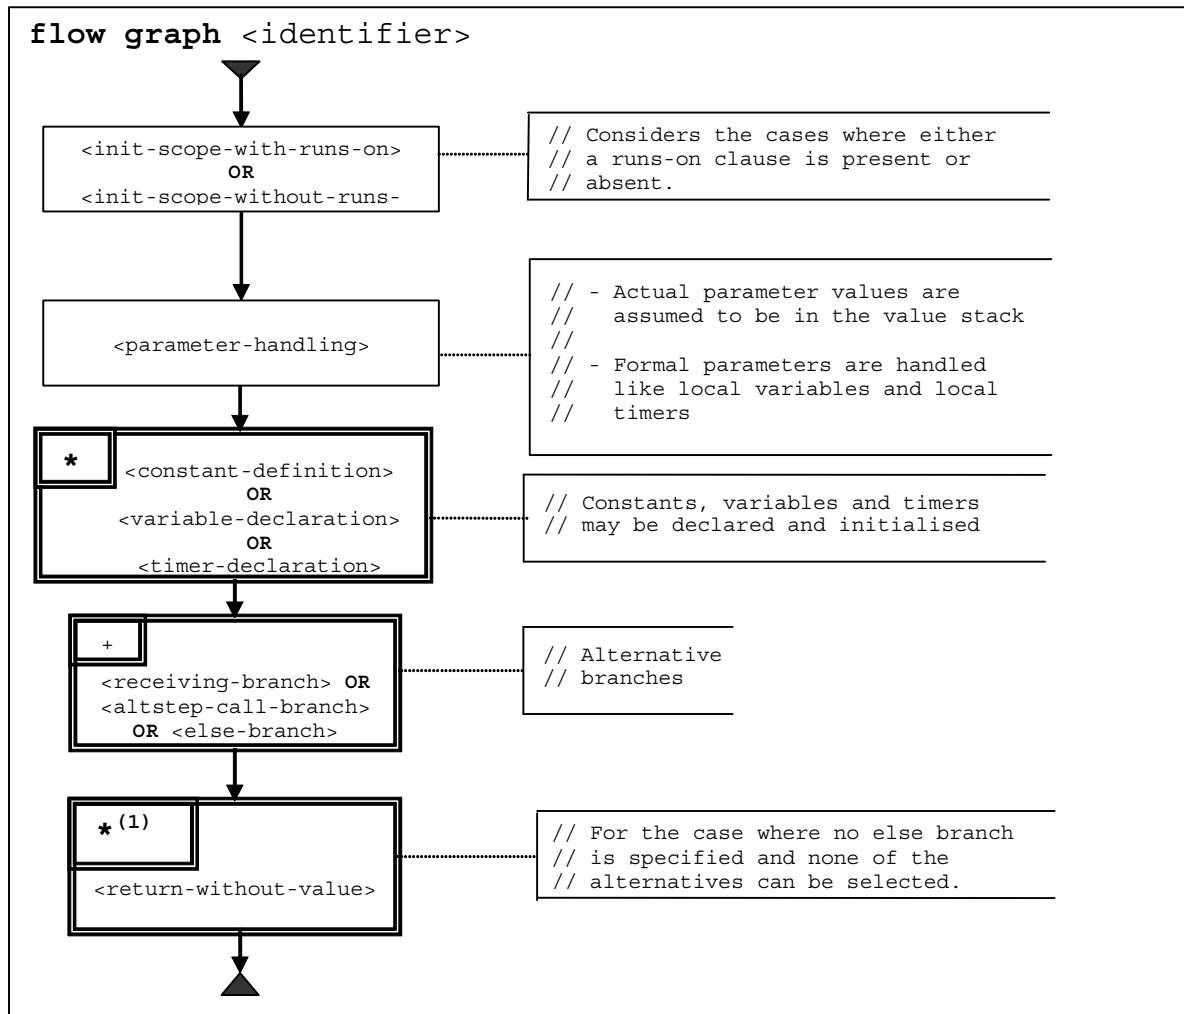 flow graph <identifier>
<init-scope-with-runs-on>
OR
<init-scope-without-runs-
// Considers the cases where either
// a runs-on clause is present or
// absent.
<parameter-handling>
// - Actual parameter values are
//   assumed to be in the value stack
//
// - Formal parameters are handled
//   like local variables and local
//   timers
*
<constant-definition>
OR
<variable-declaration>
OR
<timer-declaration>
// Constants, variables and timers
// may be declared and initialised
+
<receiving-branch> OR
<altstep-call-branch>
OR <else-branch>
// Alternative
// branches
*(1)
<return-without-value>
// For the case where no else branch
// is specified and none of the
// alternatives can be selected.